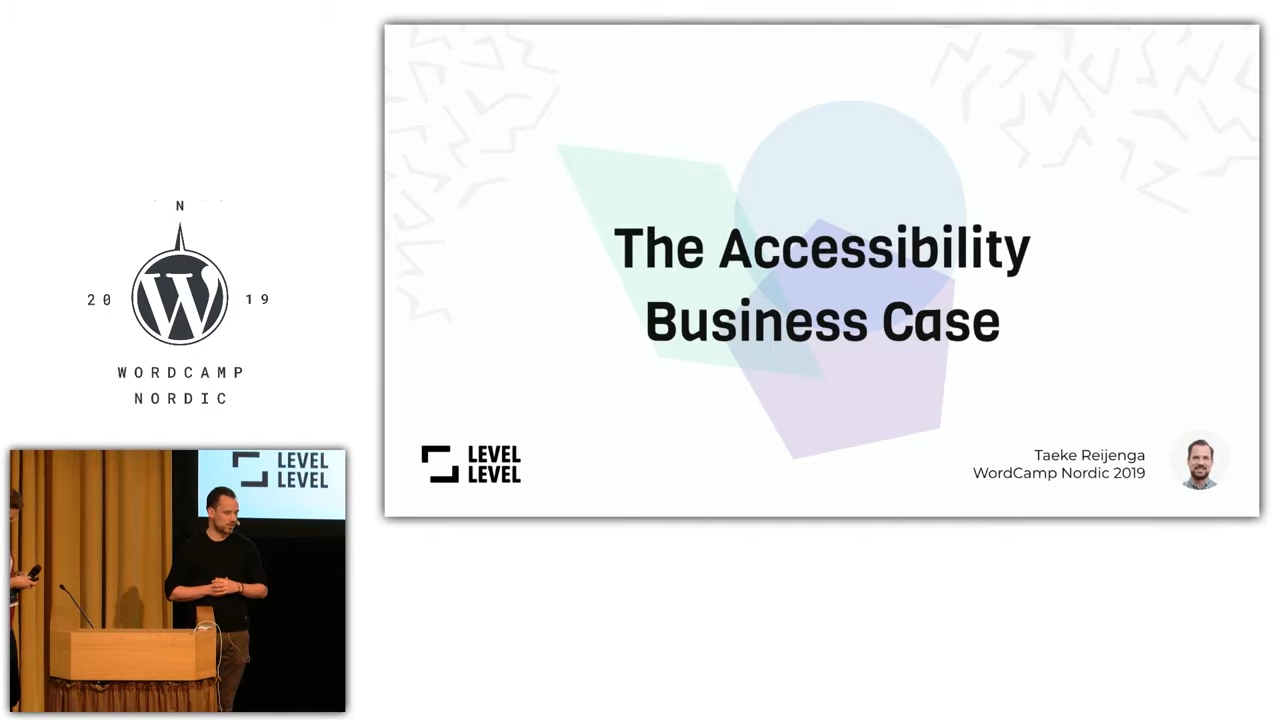 N
20 19
WORDCAMP
NORDIC
The Accessibility
Business Case
LEVEL
LEVEL
Taeke Reijenga
WordCamp Nordic 2019
LEVEL
LEVEL